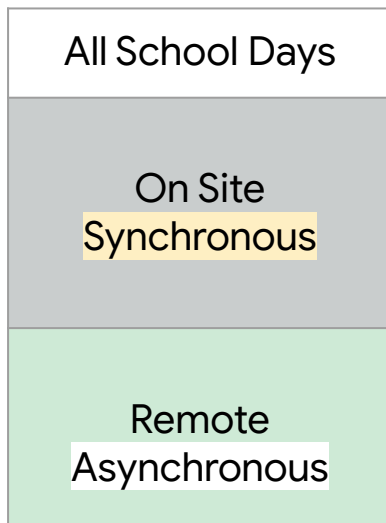 All School Days
On Site
Synchronous
Remote
Asynchronous